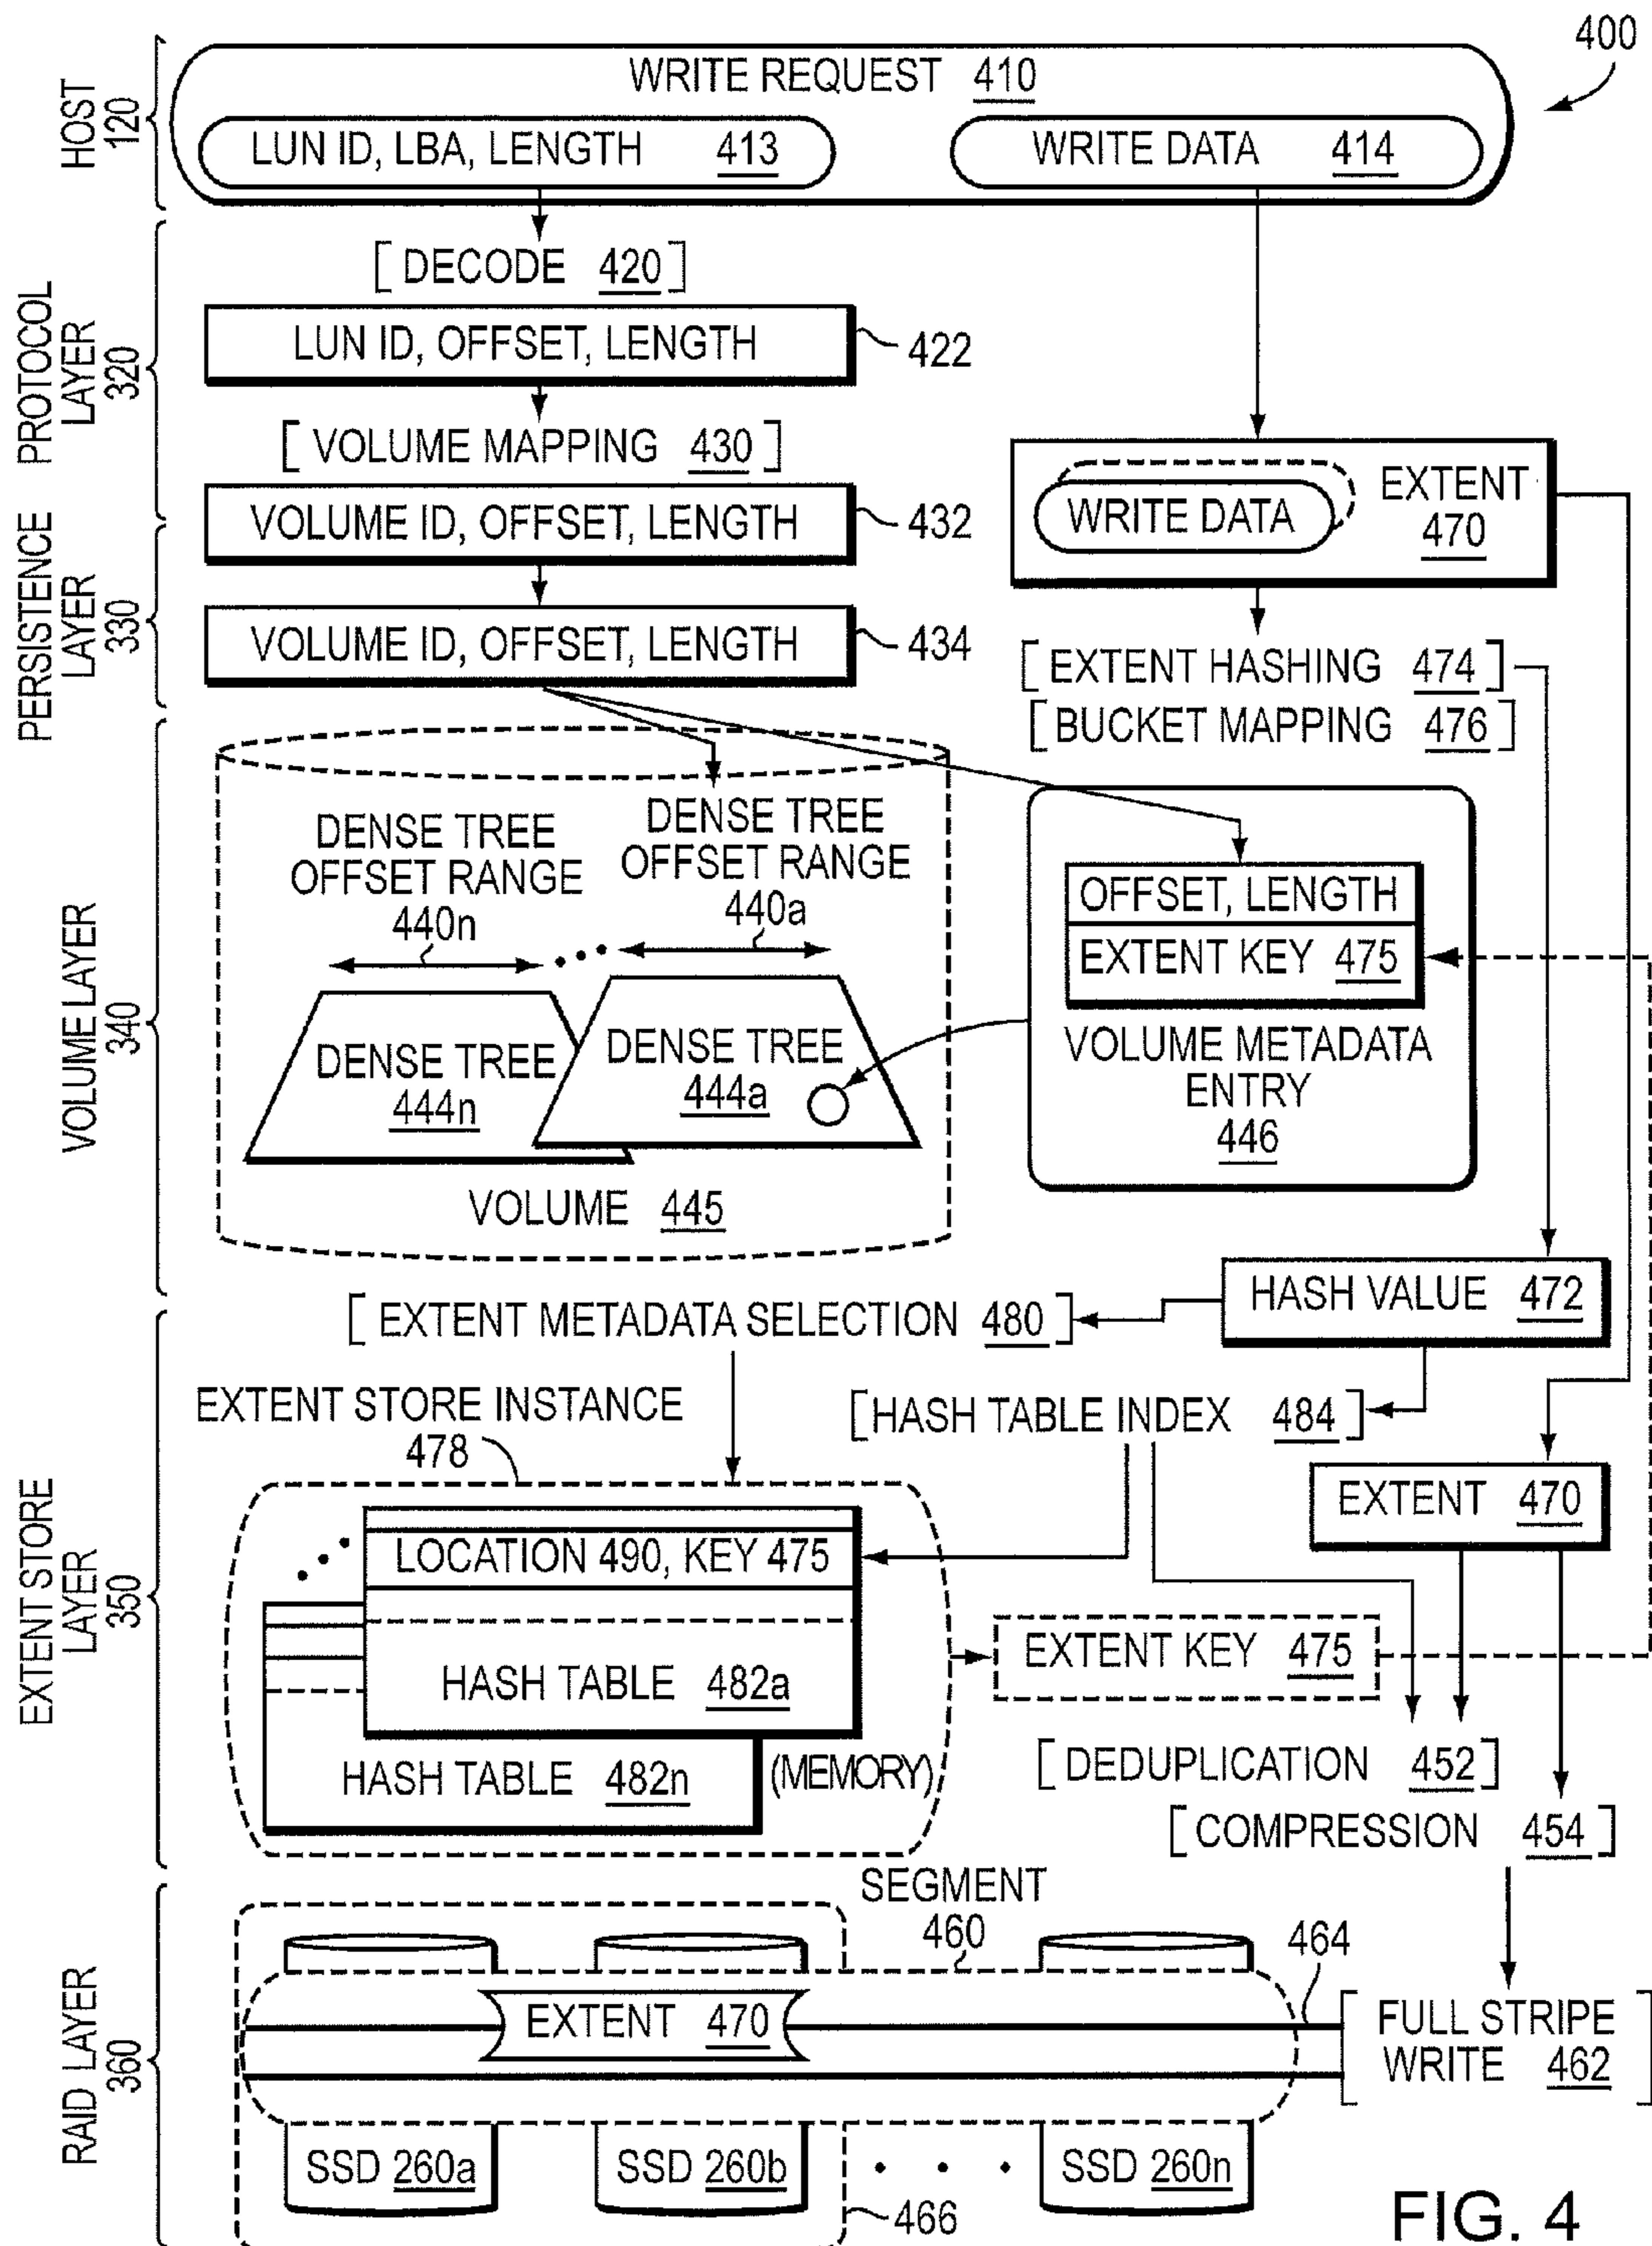 400
HOST
120
WRITE REQUEST 410
LUN ID, LBA, LENGTH 413
WRITE DATA 414
PROTOCOL
LAYER
320
[ DECODE 420 ]
LUN ID, OFFSET, LENGTH
422
[ VOLUME MAPPING 430 ]
VOLUME ID, OFFSET, LENGTH
432
WRITE DATA
EXTENT
470
PERSISTENCE
LAYER
330
VOLUME ID, OFFSET, LENGTH
434
[ EXTENT HASHING 474 ]
[ BUCKET MAPPING 476 ]
VOLUME LAYER
340
DENSE TREE
OFFSET RANGE
440n
DENSE TREE
OFFSET RANGE
440a
DENSE TREE
444n
DENSE TREE
444a
VOLUME 445
OFFSET, LENGTH
EXTENT KEY 475
VOLUME METADATA
ENTRY
446
HASH VALUE 472
EXTENT STORE
LAYER
350
[ EXTENT METADATA SELECTION 480 ]
EXTENT STORE INSTANCE
478
[HASH TABLE INDEX 484 ]
EXTENT 470
LOCATION 490, KEY 475
HASH TABLE 482a
HASH TABLE 482n
(MEMORY)
EXTENT KEY 475
[ DEDUPLICATION 452 ]
[ COMPRESSION 454 ]
RAID LAYER
360
SEGMENT
460
464
EXTENT 470
[ FULL STRIPE
WRITE 462 ]
SSD 260a
SSD 260b
SSD 260n
466
FIG. 4